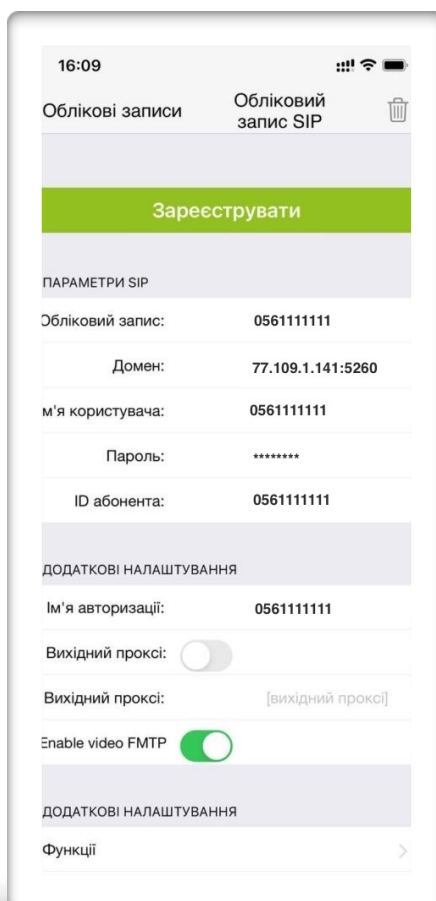 16:09
Облікові записи
Обліковий
запис SIP
Зареєструвати
ПАРАМЕТРИ SIP
Обліковий запис: 0561111111
Домен: 77.109.1.141:5260
м'я користувача: 0561111111
Пароль: ********
ID абонента: 0561111111
ДОДАТКОВІ НАЛАШТУВАННЯ
Ім'я авторизації: 0561111111
Вихідний проксі:
Вихідний проксі: [вихідний проксі]
Enable video FMTP
ДОДАТКОВІ НАЛАШТУВАННЯ
Функції